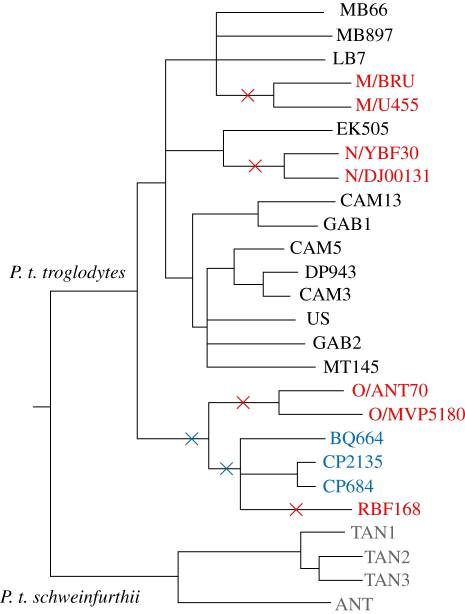 MB66
MB897
LB7
M/BRU
M/U455
EK505
N/YBF30
N/DJ00131
CAM13
GAB1
CAM5
P. t. troglodytes
DP943
CAM3
US
GAB2
MT145
O/ANT70
O/MVP5180
BQ664
CP2135
CP684
RBF168
TAN1
TAN2
TAN3
P. t. schweinfurthii
ANT